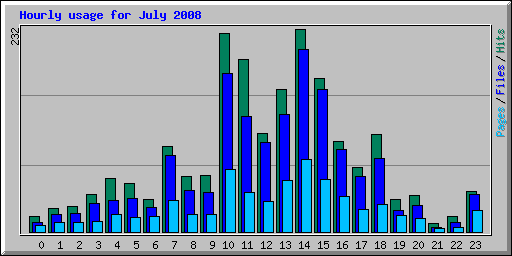 Hourly usage for July 2008
232
Pages / Files / Hits
0 1 2 3 4 5 6 7 8 9 10 11 12 13 14 15 16 17 18 19 20 21 22 23